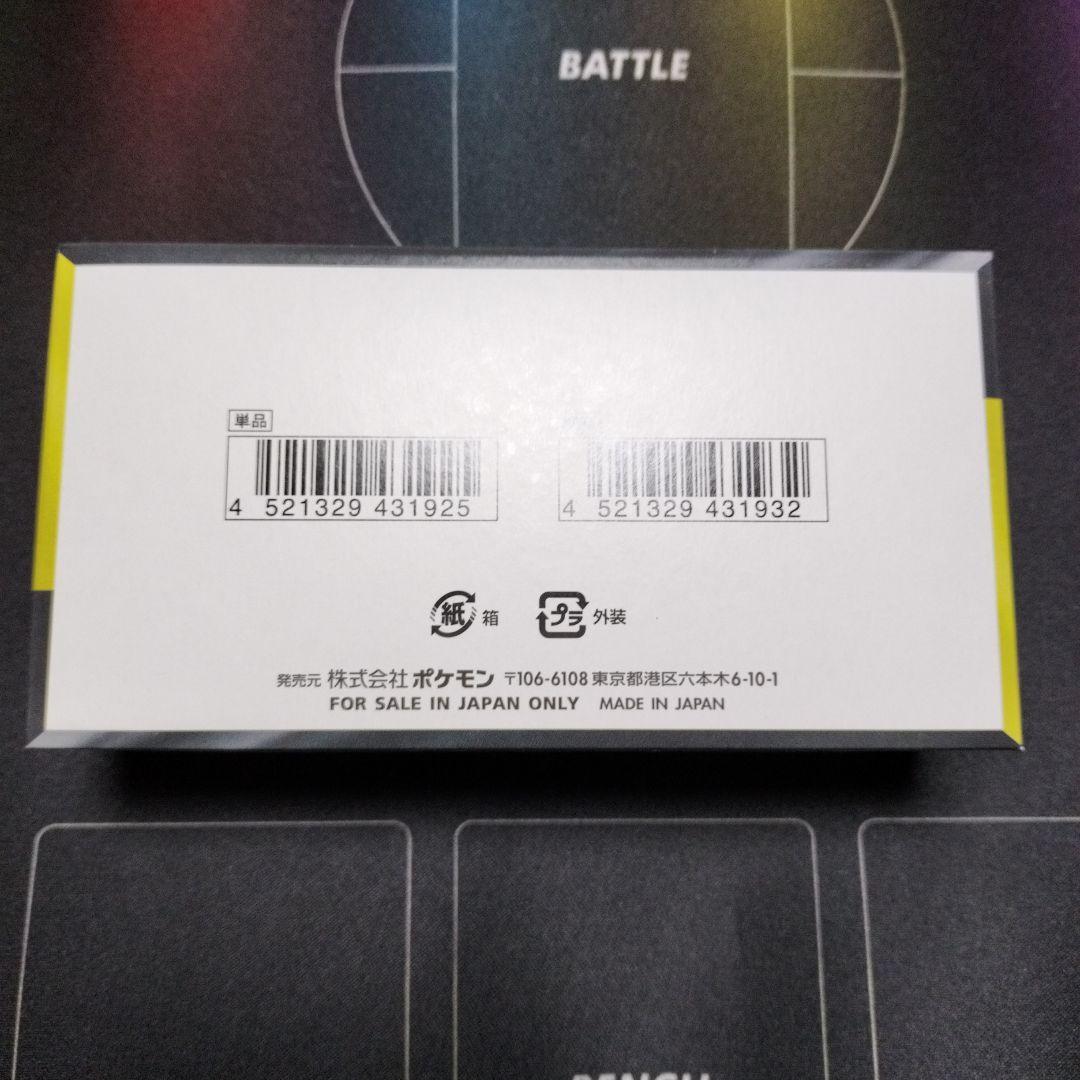 BATTLE
単品
4 521329 431925
4 521329 431932
紙 箱
プラ 外装
発売元 株式会社ポケモン 〒106-6108 東京都港区六本木6-10-1
FOR SALE IN JAPAN ONLY MADE IN JAPAN